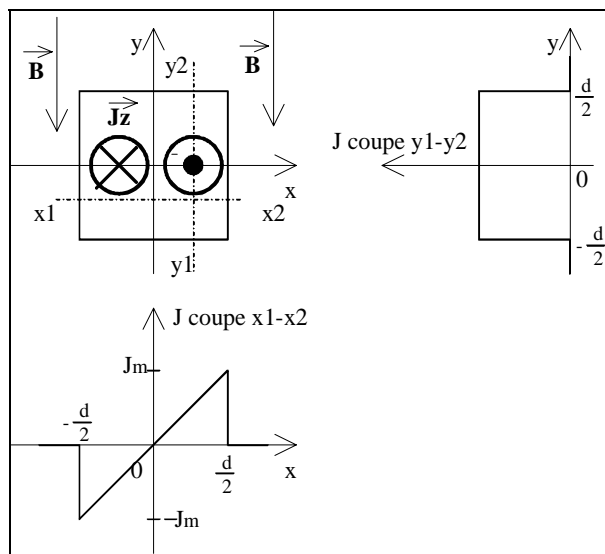 y
y2
B
B
Jz
x
x1
x2
y1
y
d/2
J coupe y1-y2
0
-d/2
J coupe x1-x2
Jm
-d/2
0
d/2
x
-Jm